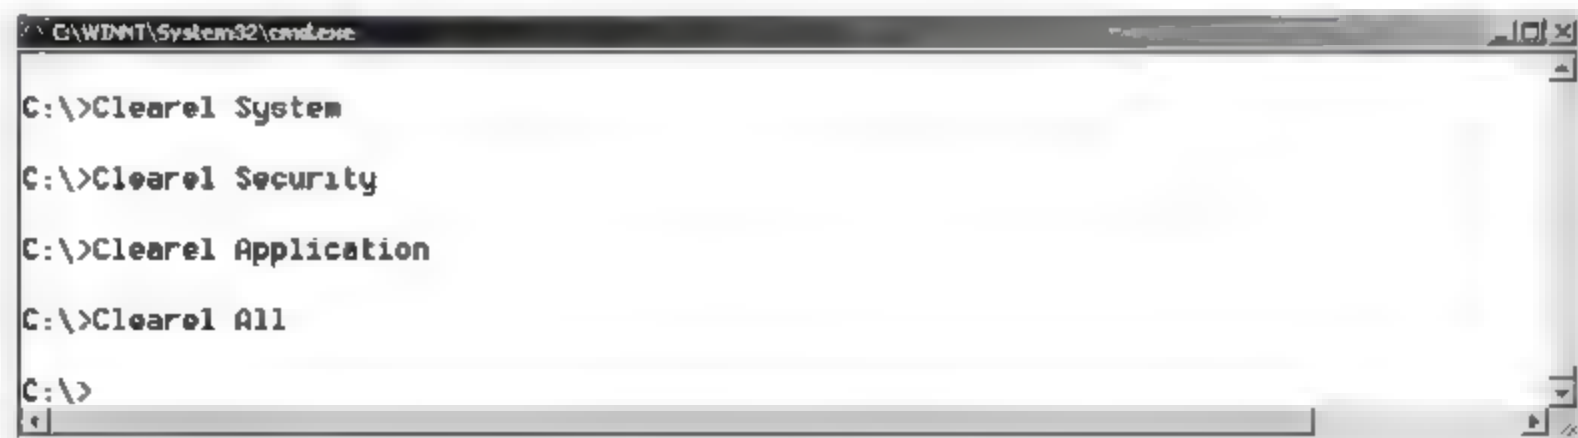 C:\WINNT\System32\cmd.exe
C:\>Clearel System
C:\>Clearel Security
C:\>Clearel Application
C:\>Clearel All
C:\>